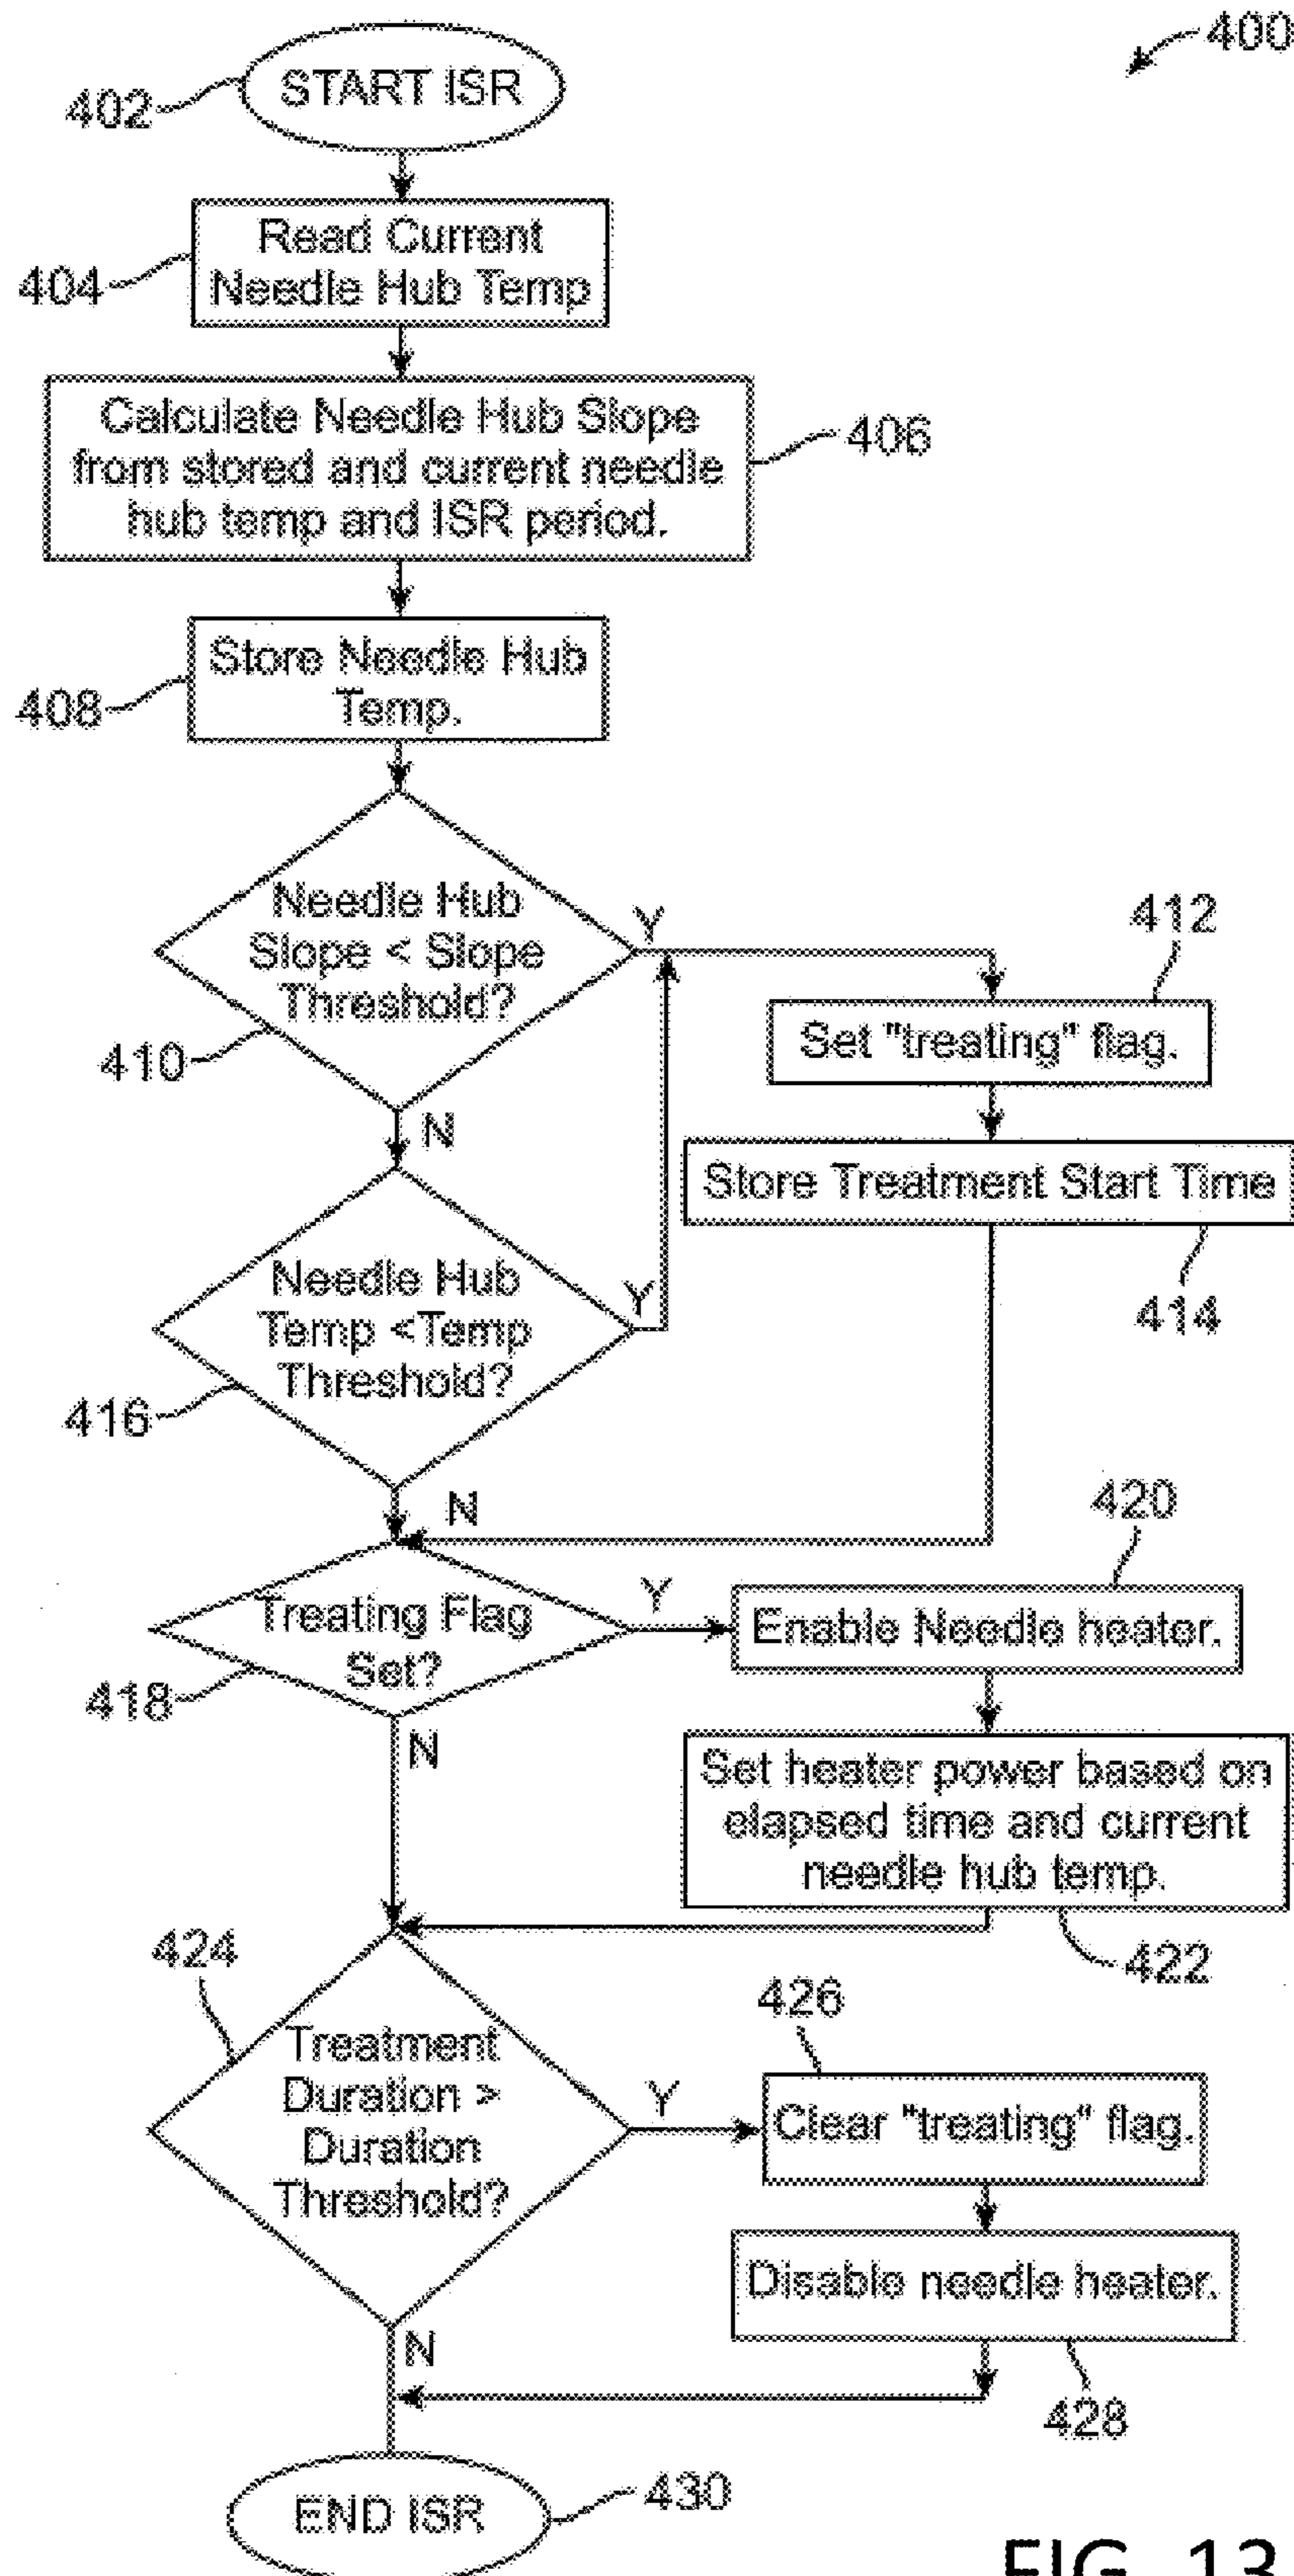 400
START ISR
402
Read Current
Needle Hub Temp
404
Calculate Needle Hub Slope
from stored and current needle
hub temp and ISR period.
406
Store Needle Hub
Temp.
408
Needle Hub
Slope < Slope
Threshold?
Y
410
N
412
Set "treating" flag.
Store Treatment Start Time
414
Needle Hub
Temp <Temp
Threshold?
Y
416
N
Treating Flag
Set?
Y
418
N
420
Enable Needle heater.
Set heater power based on
elapsed time and current
needle hub temp.
422
424
Treatment
Duration >
Duration
Threshold?
Y
N
426
Clear "treating" flag.
Disable needle heater.
428
END ISR
430
FIG. 13